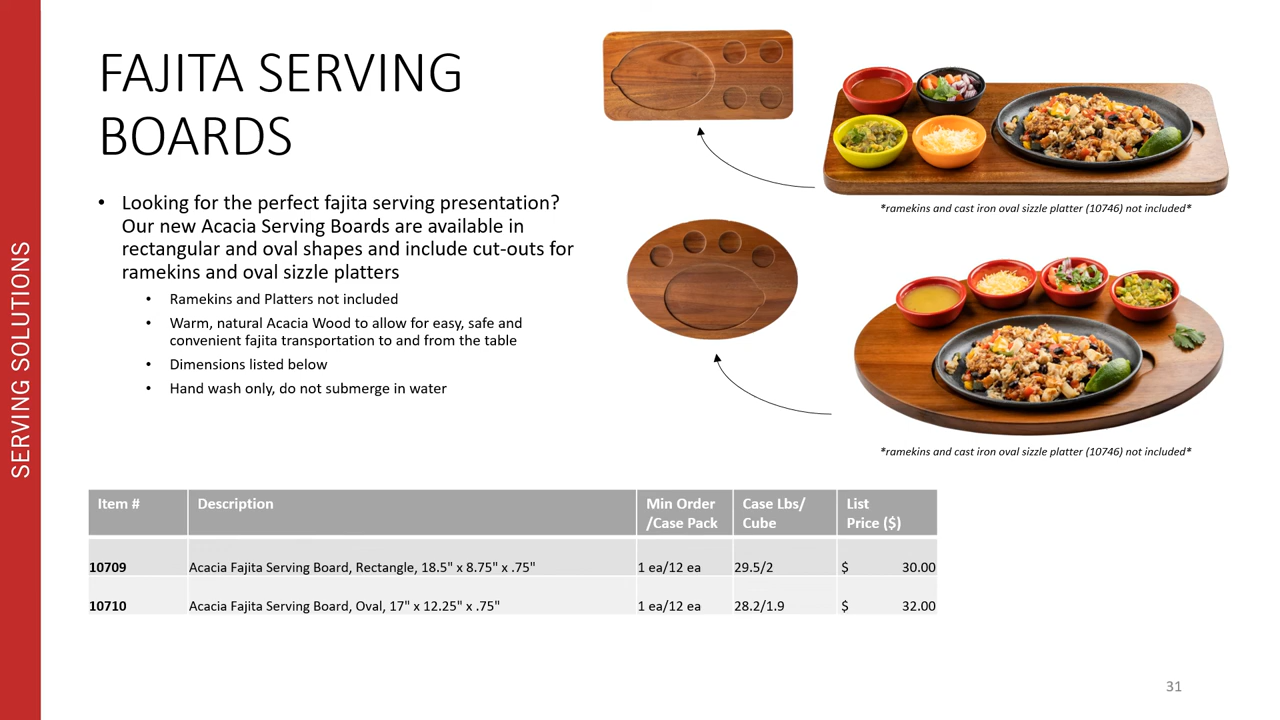 SERVING SOLUTIONS
FAJITA SERVING
BOARDS
• Looking for the perfect fajita serving presentation?
Our new Acacia Serving Boards are available in
rectangular and oval shapes and include cut-outs for
ramekins and oval sizzle platters
• Ramekins and Platters not included
• Warm, natural Acacia Wood to allow for easy, safe and
convenient fajita transportation to and from the table
• Dimensions listed below
• Hand wash only, do not submerge in water
*ramekins and cast iron oval sizzle platter (10746) not included*
*ramekins and cast iron oval sizzle platter (10746) not included*
Item # Description Min Order Case Lbs/ List
/Case Pack Cube Price ($)
10709 Acacia Fajita Serving Board, Rectangle, 18.5" x 8.75" x .75" 1 ea/12 ea 29.5/2 $ 30.00
10710 Acacia Fajita Serving Board, Oval, 17" x 12.25" x .75" 1 ea/12 ea 28.2/1.9 $ 32.00
31